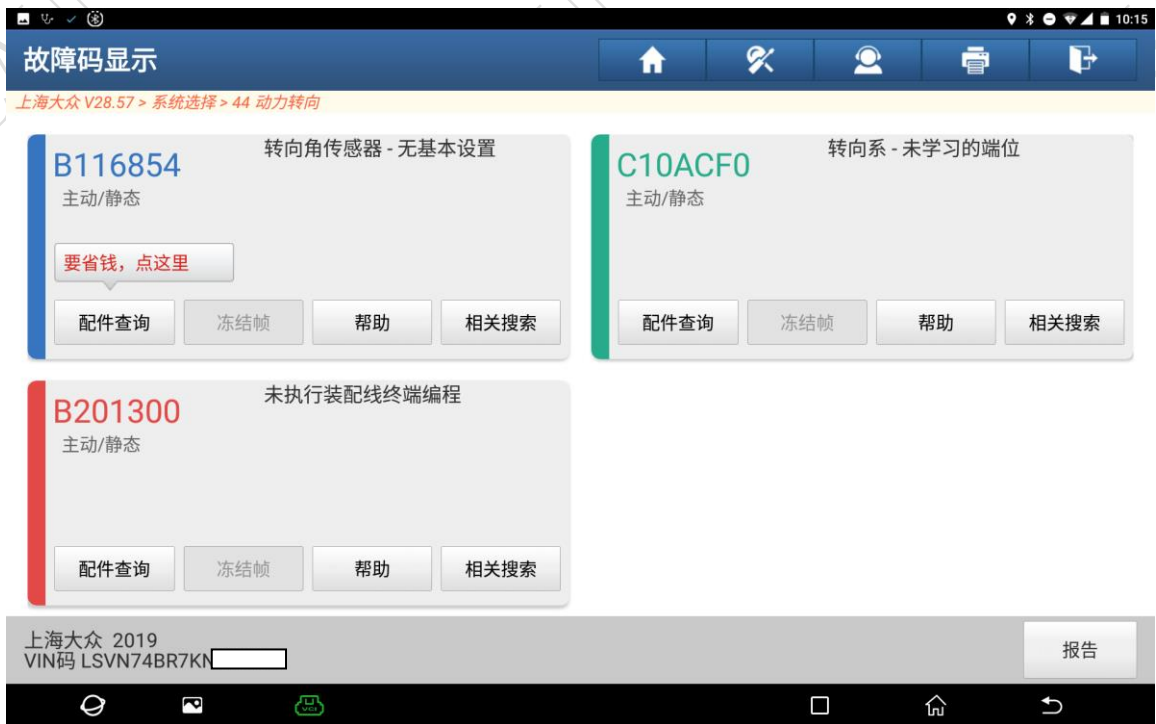 10:15
故障码显示
上海大众 V28.57 > 系统选择 > 44 动力转向
B116854
转向角传感器 - 无基本设置
主动/静态
要省钱，点这里
配件查询 冻结帧 帮助 相关搜索
C10ACF0
转向系 - 未学习的端位
主动/静态
配件查询 冻结帧 帮助 相关搜索
B201300
未执行装配线终端编程
主动/静态
配件查询 冻结帧 帮助 相关搜索
上海大众 2019
VIN码 LSVN74BR7KN
报告
VCI